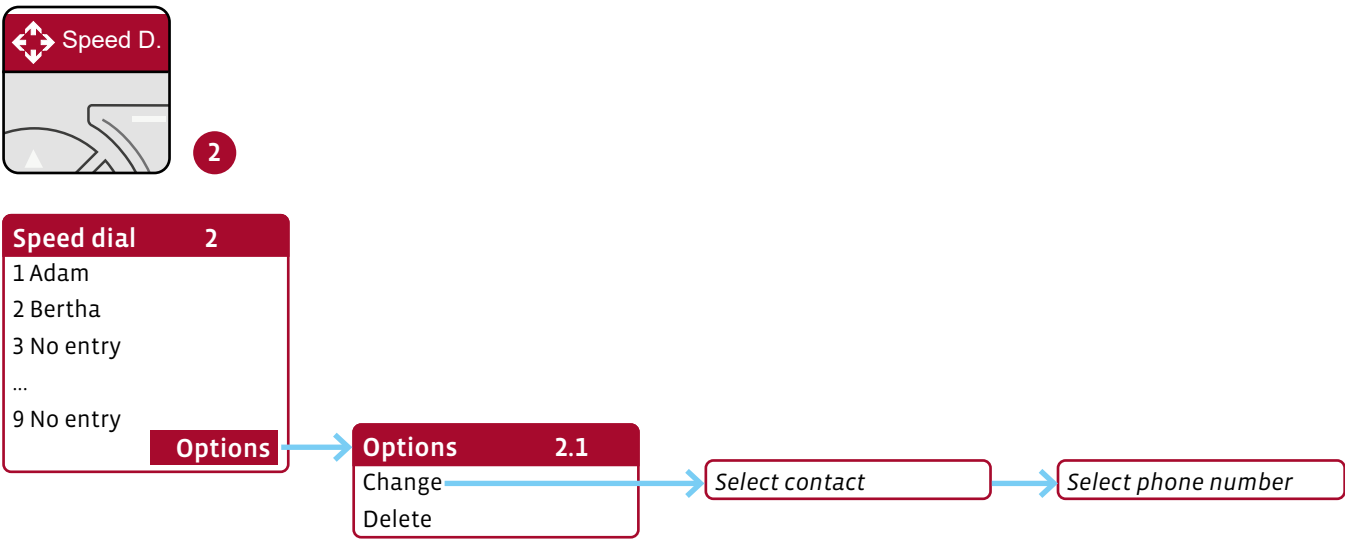 Speed D.
2
Speed dial 2
1 Adam
2 Bertha
3 No entry
...
9 No entry
Options
Options 2.1
Change
Delete
Select contact
Select phone number